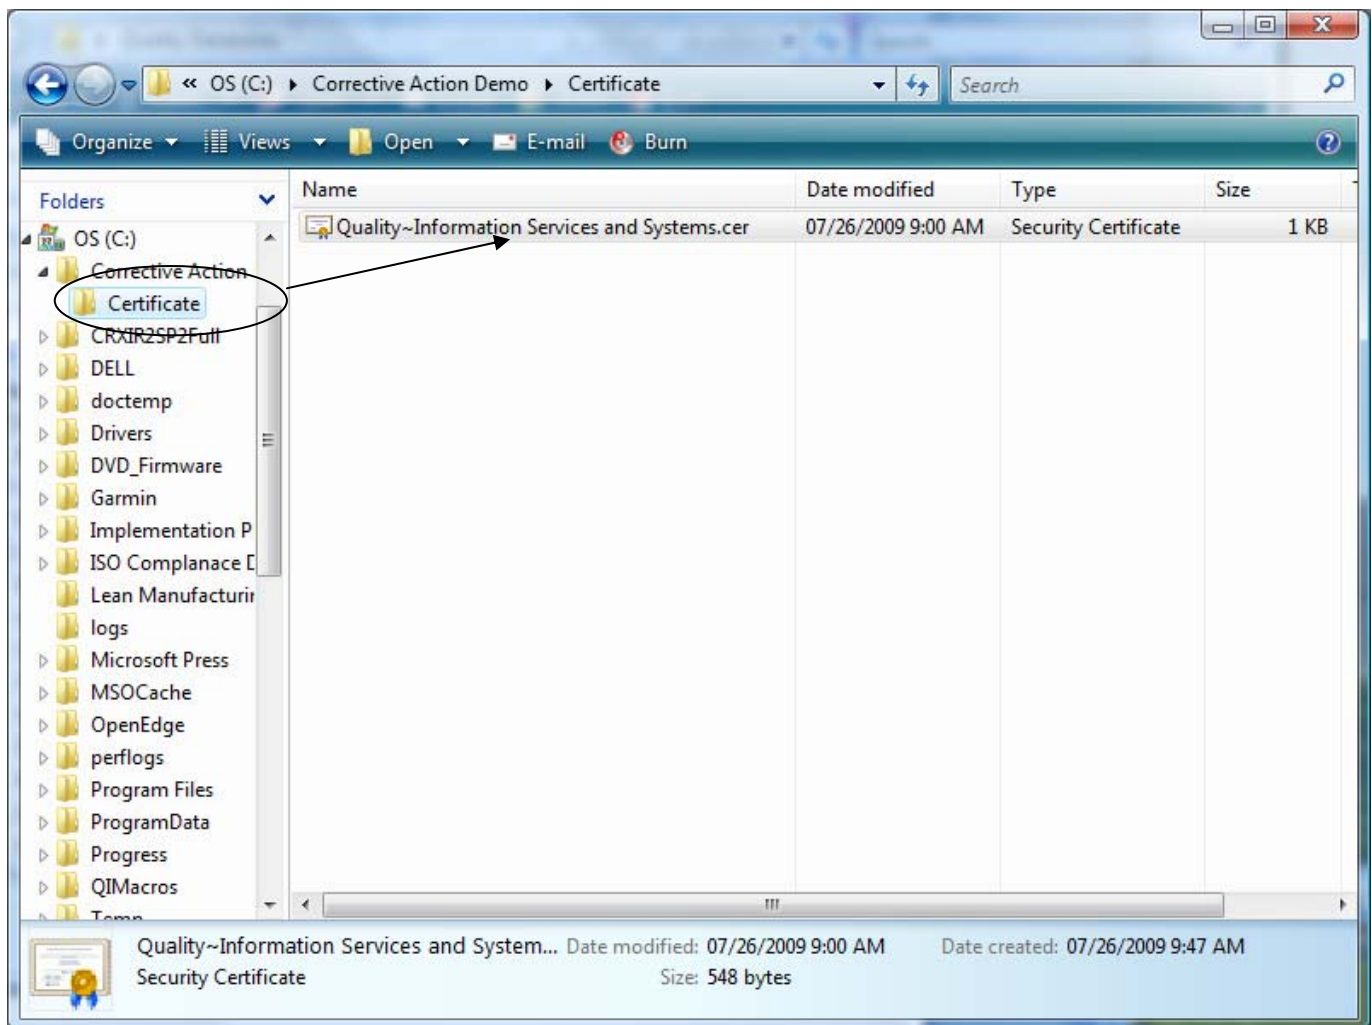 « OS (C:) Corrective Action Demo Certificate Search
Organize Views Open E-mail Burn
Folders
Name Date modified Type Size
OS (C:)
Quality~Information Services and Systems.cer 07/26/2009 9:00 AM Security Certificate 1 KB
Corrective Action
Certificate
CRXIR2SP2Full
DELL
doctemp
Drivers
DVD_Firmware
Garmin
Implementation P
ISO Complanace D
Lean Manufacturin
logs
Microsoft Press
MSOCache
OpenEdge
perflogs
Program Files
ProgramData
Progress
QIMacros
Temp
Quality~Information Services and System... Date modified: 07/26/2009 9:00 AM Date created: 07/26/2009 9:47 AM
Security Certificate Size: 548 bytes